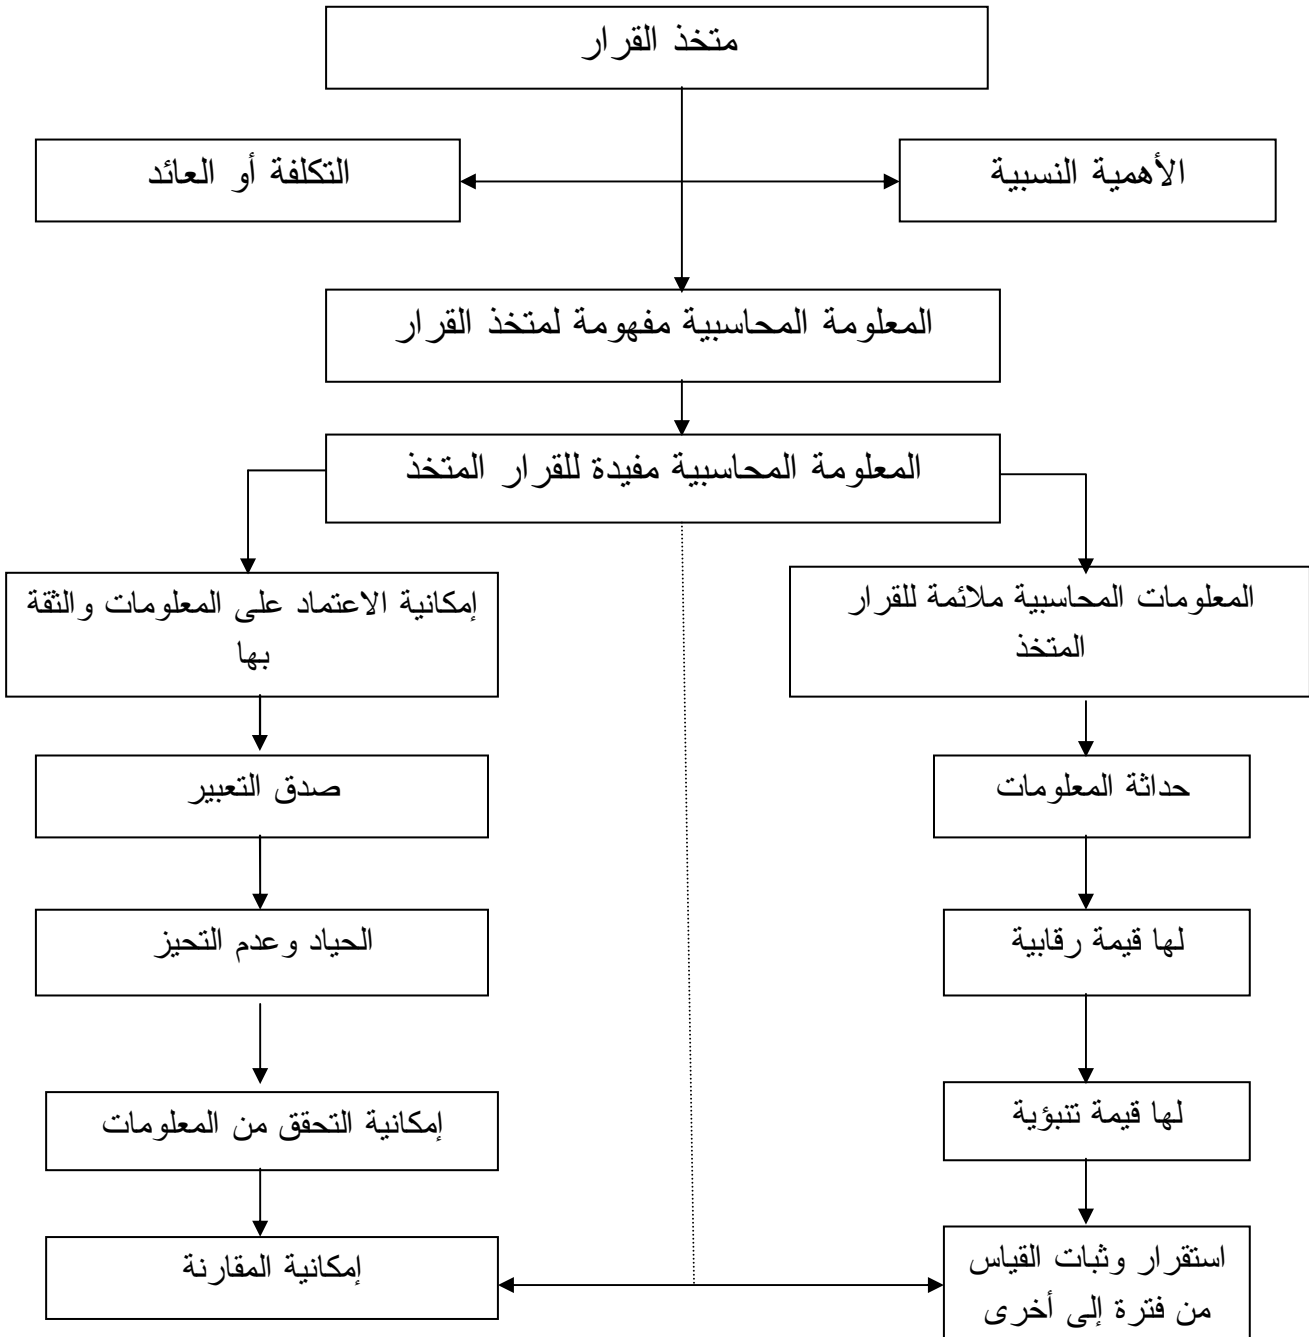 متخذ القرار
الأهمية النسبية
التكلفة أو العائد
المعلومة المحاسبية مفهومة لمتخذ القرار
المعلومة المحاسبية مفيدة للقرار المتخذ
المعلومات المحاسبية ملائمة للقرار
المتخذ
إمكانية الاعتماد على المعلومات والثقة
بها
حداثة المعلومات
صدق التعبير
لها قيمة رقابية
الحياد وعدم التحيز
لها قيمة تنبؤية
إمكانية التحقق من المعلومات
استقرار وثبات القياس
من فترة إلى أخرى
إمكانية المقارنة